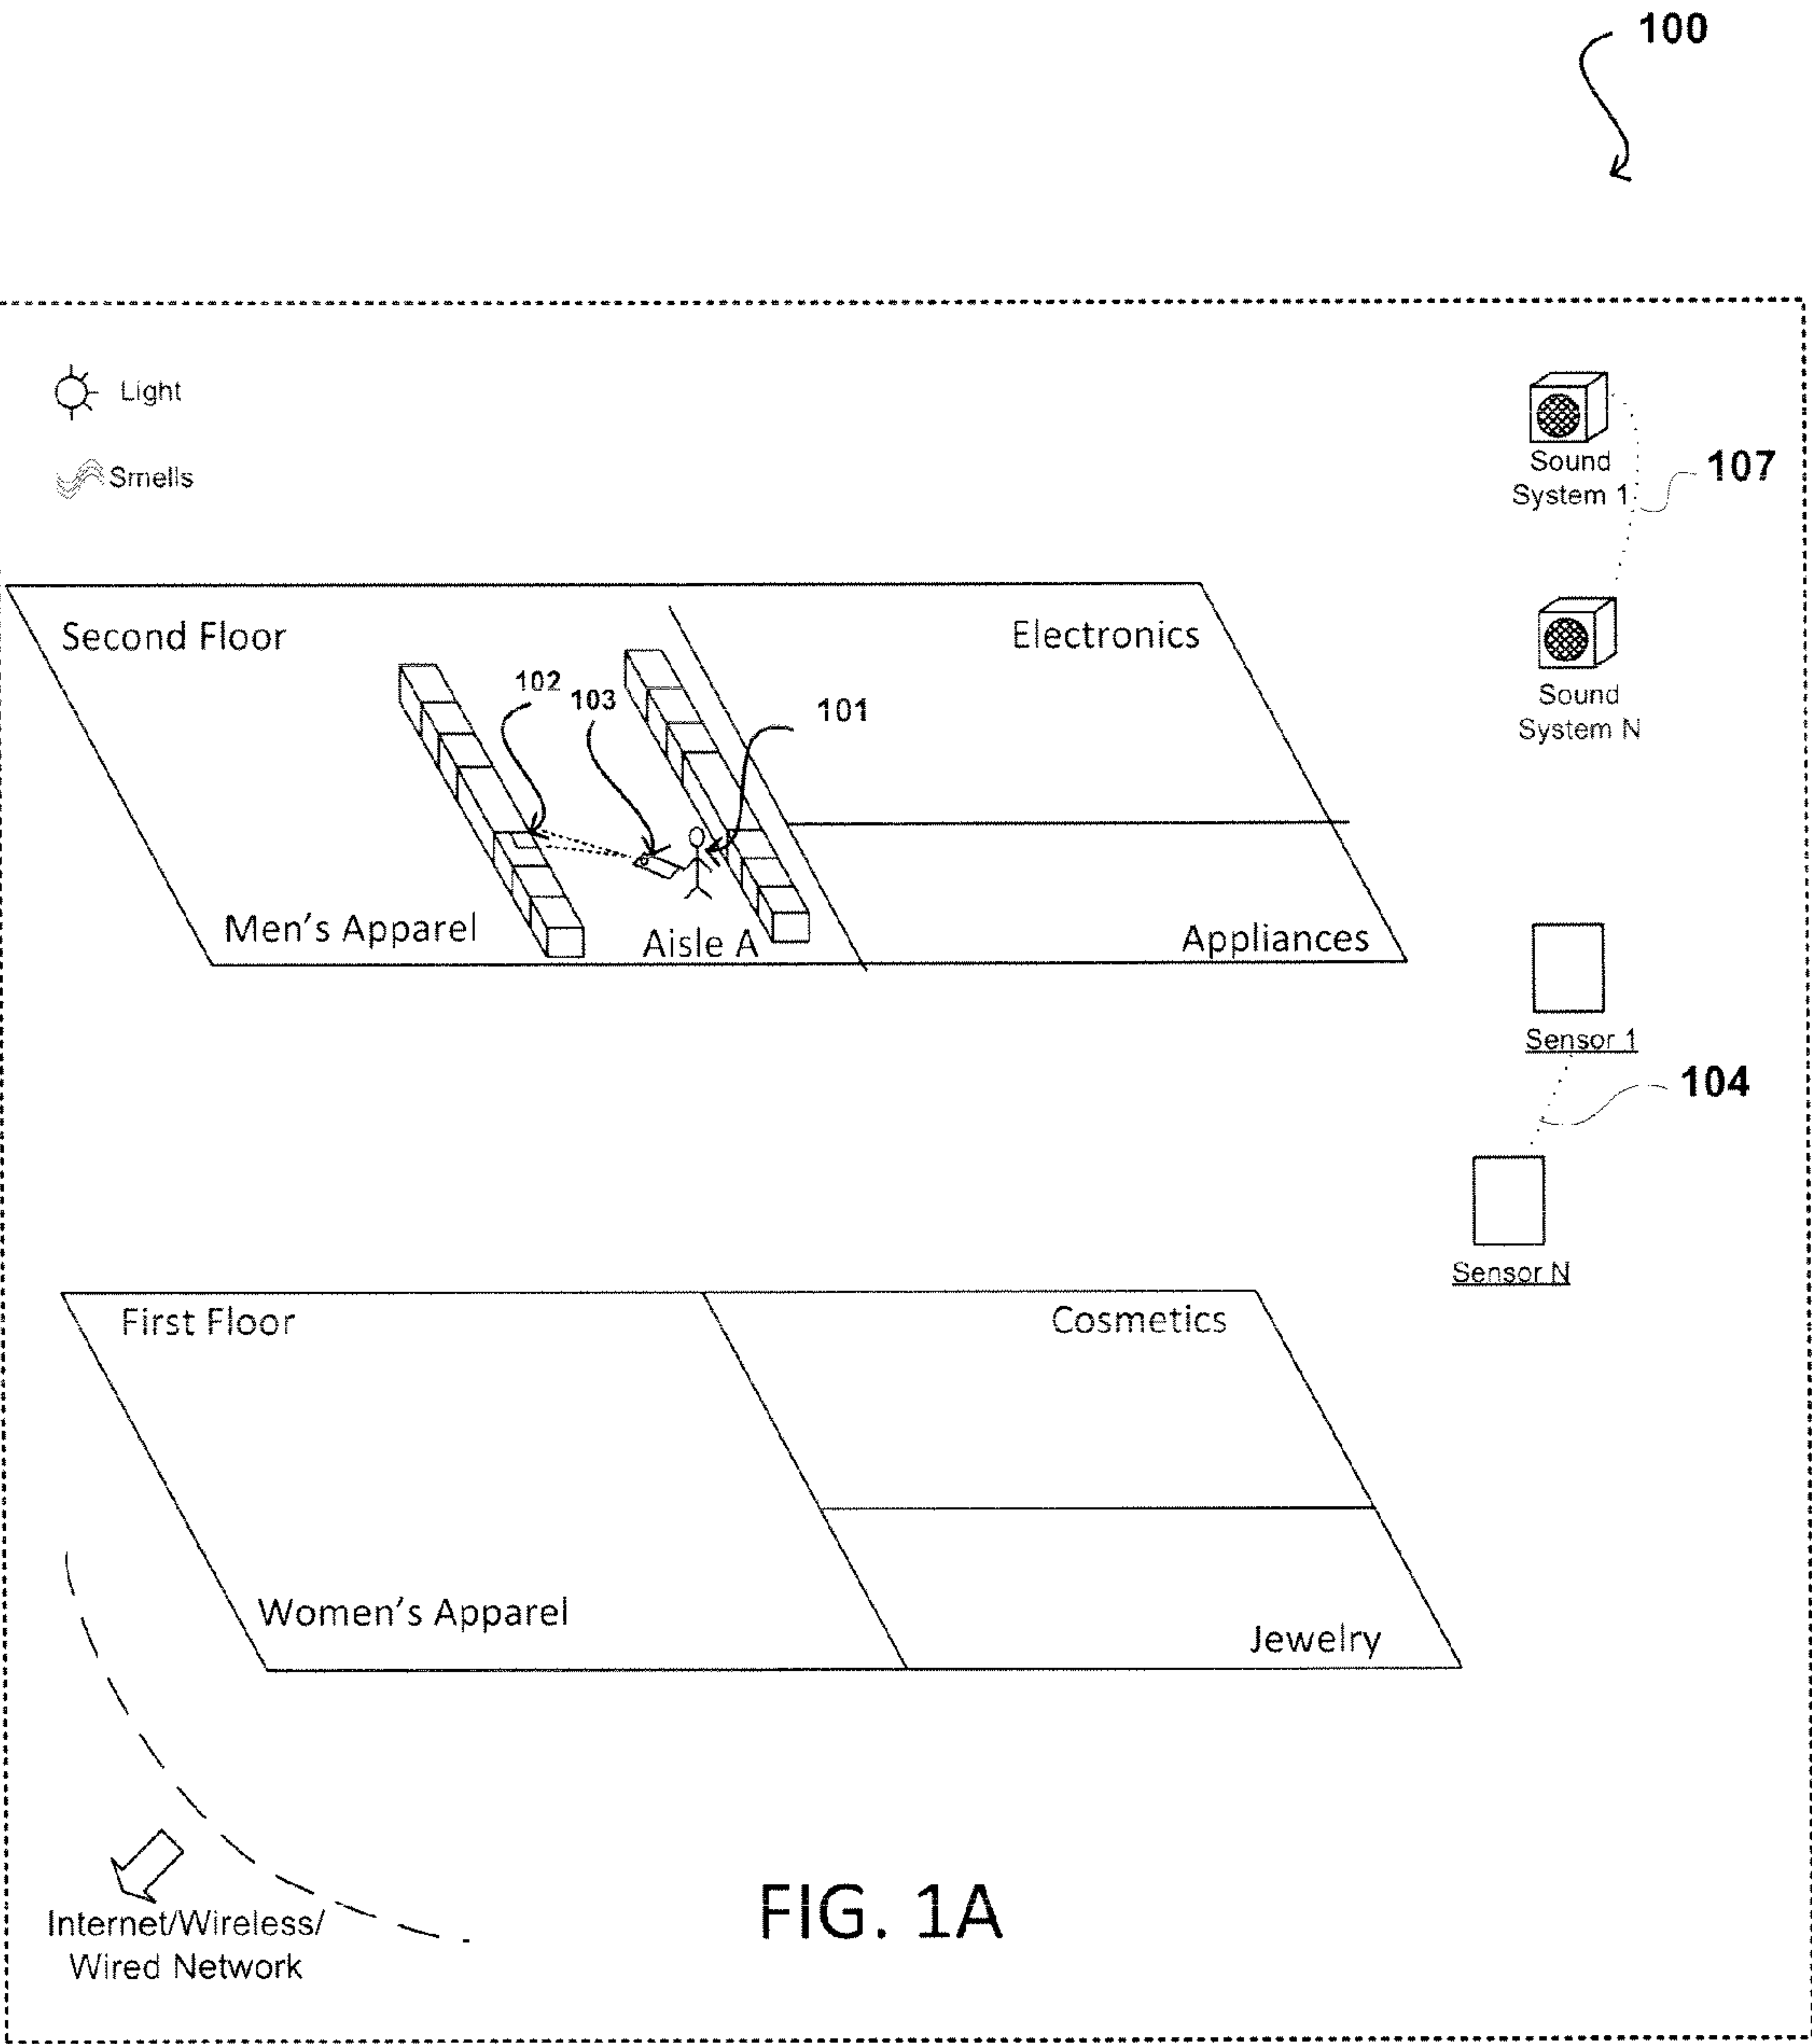 100
Light
Smells
Sound
System 1
107
Sound
System N
Second Floor
Electronics
102
103
101
Men's Apparel
Aisle A
Appliances
Sensor 1
104
Sensor N
First Floor
Cosmetics
Women's Apparel
Jewelry
Internet/Wireless/
Wired Network
FIG. 1A